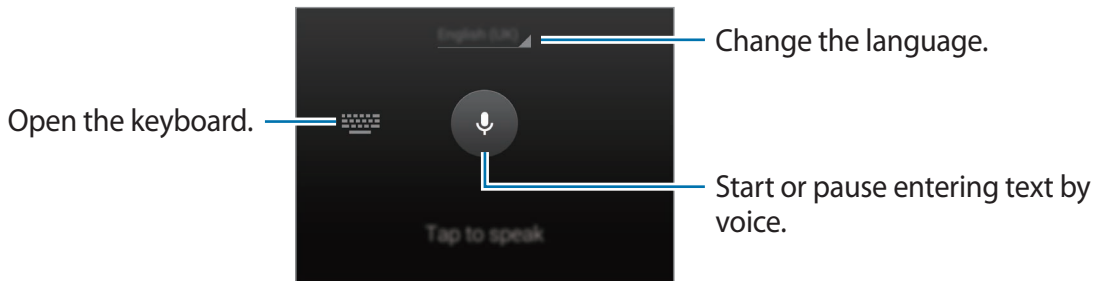 English (UK)
Change the language.
Open the keyboard.
Start or pause entering text by
voice.
Tap to speak